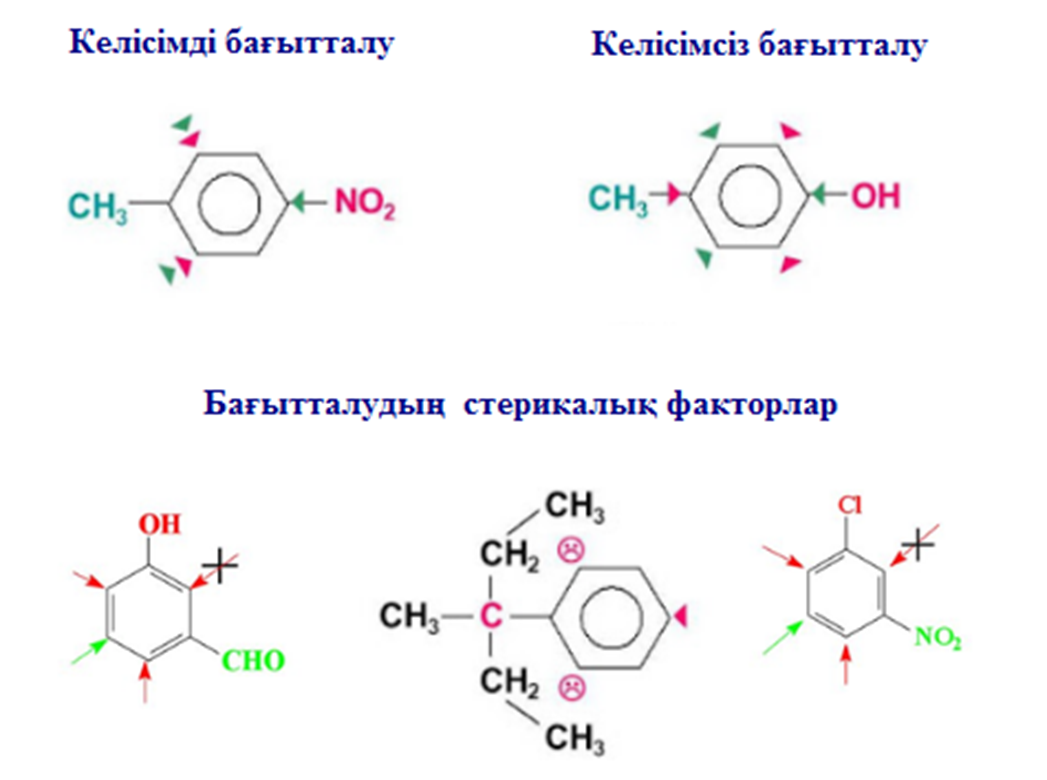 Келісімді бағытталу
Келісімсіз бағытталу
CH₃ NO₂
CH₃ OH
Бағытталудың стерикалық факторлар
OH
CHO
CH₃
CH₂
CH₃ C
CH₂
CH₃
Cl
NO₂